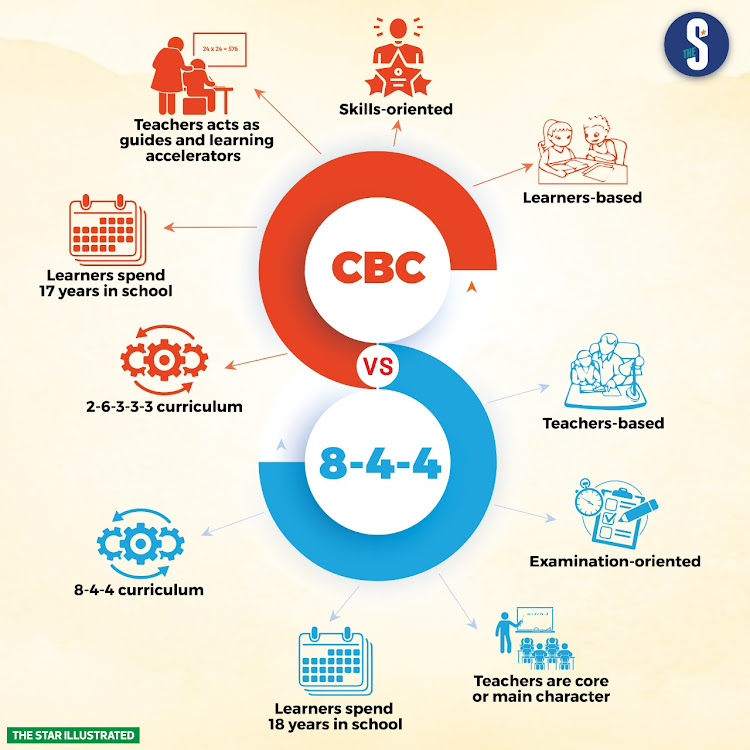 THE S
24 x 24 = 576
Teachers acts as
guides and learning
accelerators
Skills-oriented
Learners-based
Learners spend
17 years in school
CBC
2-6-3-3-3 curriculum
VS
Teachers-based
8-4-4
8-4-4 curriculum
Examination-oriented
Learners spend
18 years in school
Teachers are core
or main character
THE STAR ILLUSTRATED